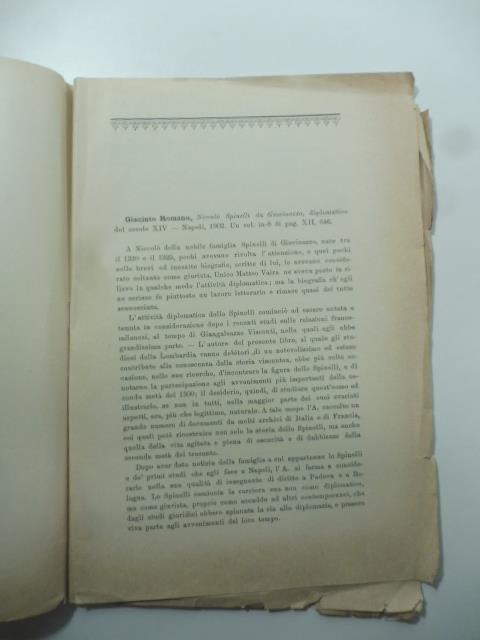 Giacinto Romano, Niccolò Spinelli da Giovinazzo, diplomatico
del secolo XIV — Napoli, 1902. Un vol. in-8 di pag. XII, 646.
A Niccolò della nobile famiglia Spinelli di Giovinazzo, nato tra
il 1320 e il 1325, pochi avevano rivolta l'attenzione, e quei pochi
nelle brevi ed inesatte biografie, scritte di lui, lo avevano conside-
rato soltanto come giurista. Unico Matteo Vaira ne aveva posto in ri-
lievo in qualche modo l'attività diplomatica; ma la biografia ch'egli
ne scrisse fu piuttosto un lavoro letterario e rimase quasi del tutto
sconosciuta.
L'attività diplomatica dello Spinelli cominciò ad essere notata e
tenuta in considerazione dopo i recenti studi sulle relazioni franco-
milanesi, al tempo di Giangaleazzo Visconti, nelle quali egli ebbe
grandissima parte. — L'autore del presente libro, al quale gli stu-
diosi della Lombardia vanno debitori di un notevolissimo ed esteso
contributo alla conoscenza della storia viscontea, ebbe più volte oc-
casione, nelle sue ricerche, d'incontrare la figura dello Spinelli, e di
notarne la partecipazione agli avvenimenti più importanti della se-
conda metà del 1300; il desiderio, quindi, di studiare quest'uomo ed
illustrarlo, se non in tutti, nella maggior parte dei suoi svariati
aspetti, era, più che legittimo, naturale. A tale scopo l'A. raccolse un
grande numero di documenti da molti archivi di Italia e di Francia,
coi quali poté ricostruire non solo la storia dello Spinelli, ma anche
quella della vita agitata e piena di oscurità e di dubbiezze della
seconda metà del trecento.
Dopo aver dato notizia della famiglia a cui appartenne lo Spinelli
e de' primi studi che egli fece a Napoli, l'A. si ferma a conside-
rarlo nella sua qualità di insegnante di diritto a Padova e a Bo-
logna. Lo Spinelli comincia la carriera sua non come diplomatico,
ma come giurista, proprio come accadde ad altri contemporanei, che
dagli studi giuridici ebbero spianata la via alla diplomazia, e presero
viva parte agli avvenimenti del loro tempo.